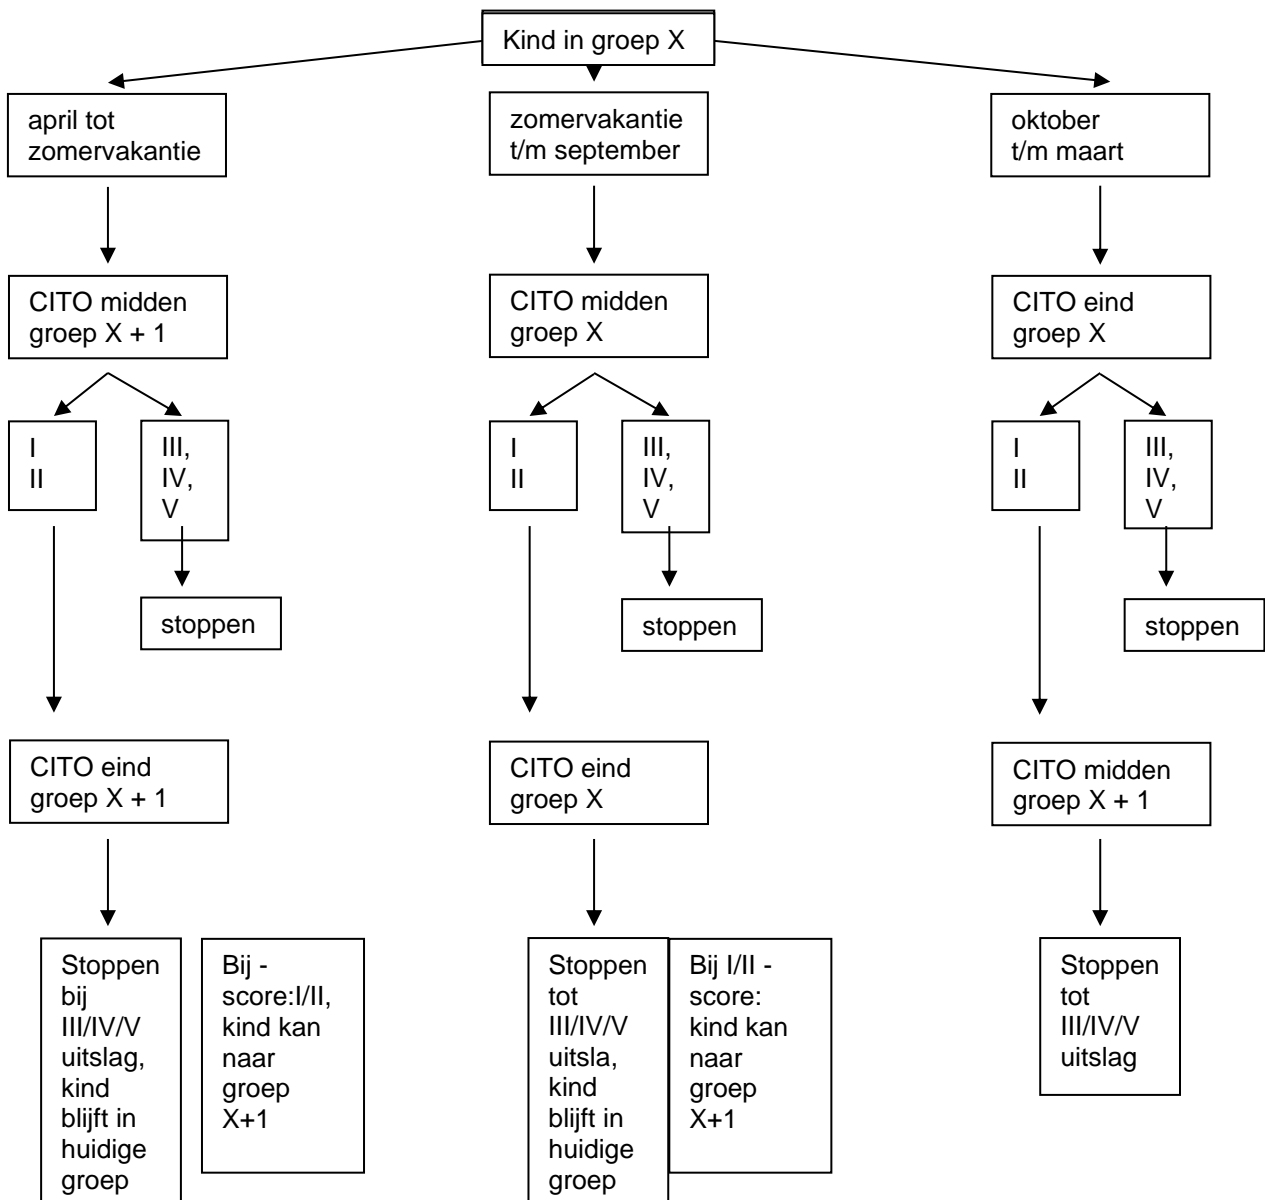 Kind in groep X
april tot
zomervakantie
zomervakantie
t/m september
oktober
t/m maart
CITO midden
groep X + 1
CITO midden
groep X
CITO eind
groep X
I
II
III,
IV,
V
I
II
III,
IV,
V
I
II
III,
IV,
V
stoppen
stoppen
stoppen
CITO eind
groep X + 1
CITO eind
groep X
CITO midden
groep X + 1
Stoppen
bij
III/IV/V
uitslag,
kind
blijft in
huidige
groep
Bij -
score:I/II,
kind kan
naar
groep
X+1
Stoppen
tot
III/IV/V
uitsla,
kind
blijft in
huidige
groep
Bij I/II -
score:
kind kan
naar
groep
X+1
Stoppen
tot
III/IV/V
uitslag